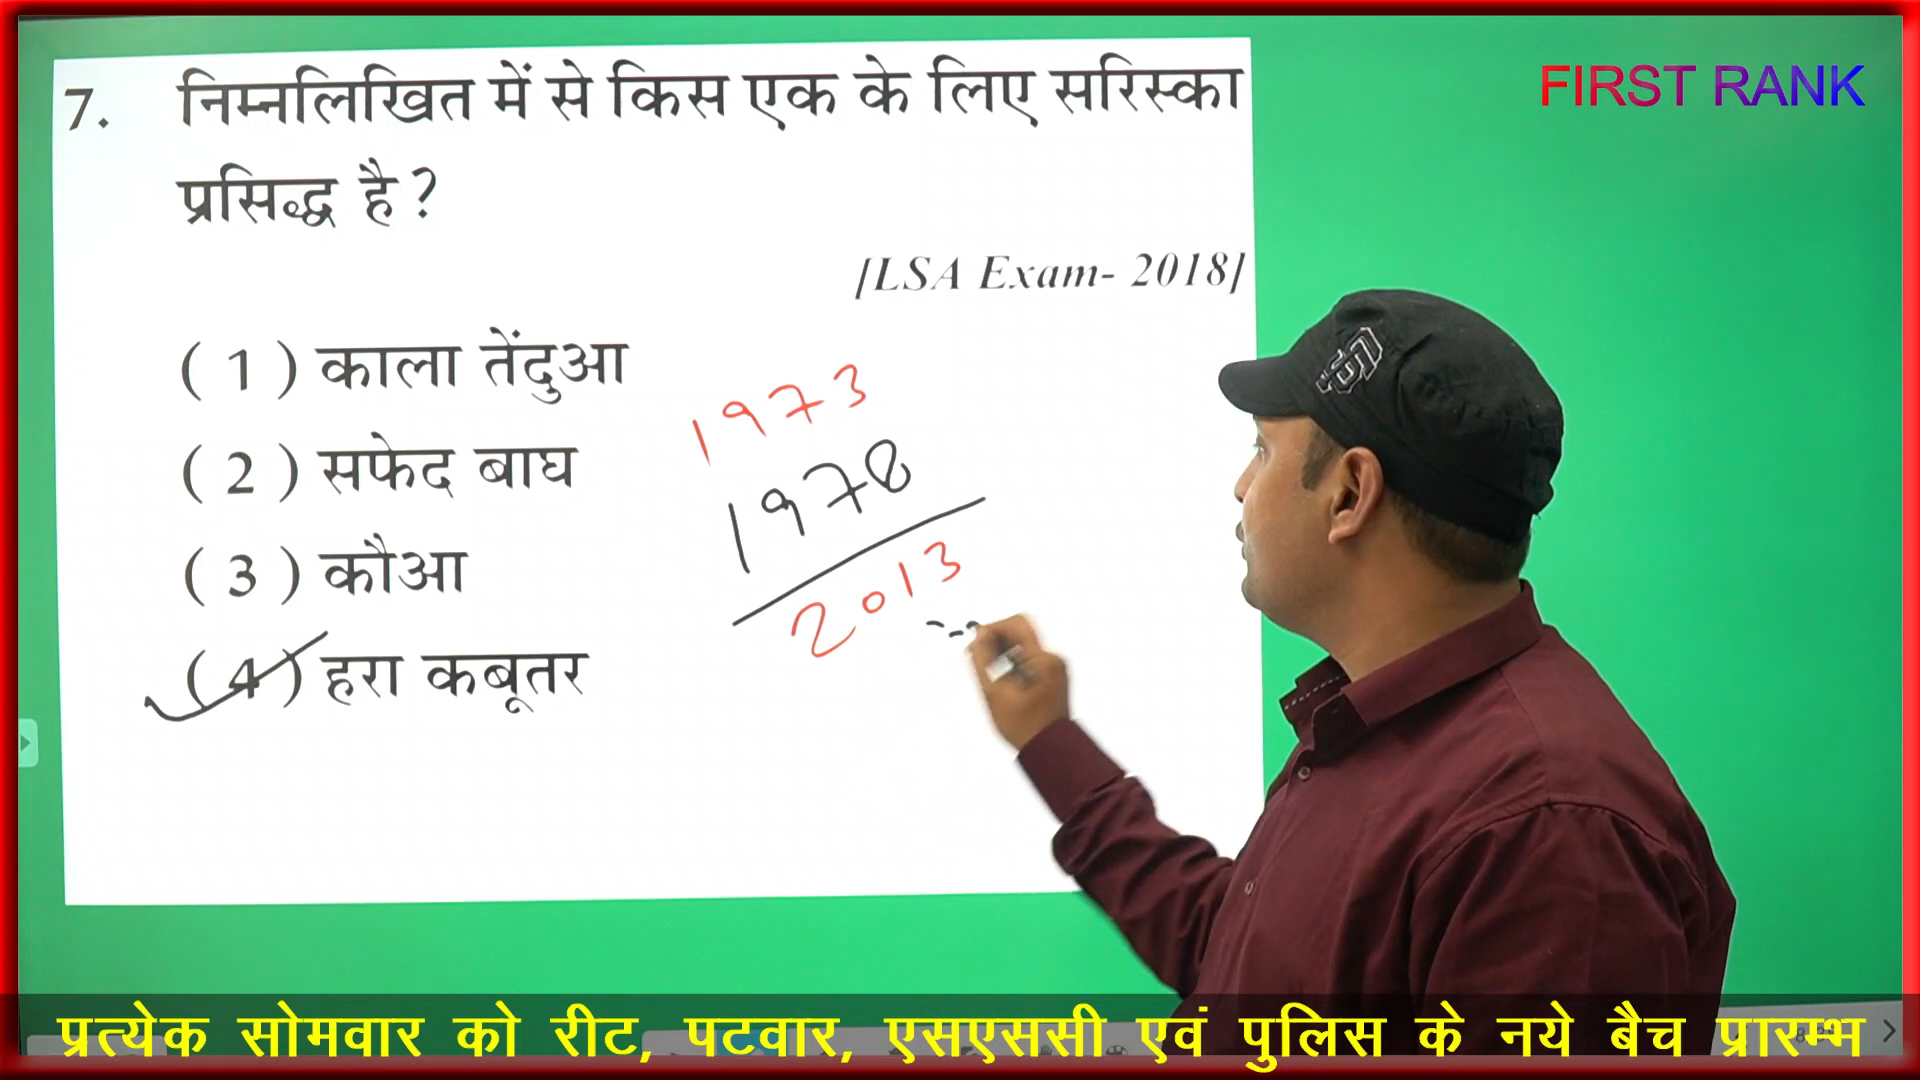 FIRST RANK
7. निम्नलिखित में से किस एक के लिए सरिस्का
प्रसिद्ध है?
[LSA Exam- 2018]
(1) काला तेंदुआ
(2) सफेद बाघ
(3) कौआ
(4) हरा कबूतर
1973
1978
2013
प्रत्येक सोमवार को रीट, पटवार, एसएससी एवं पुलिस के नये बैच प्रारम्भ